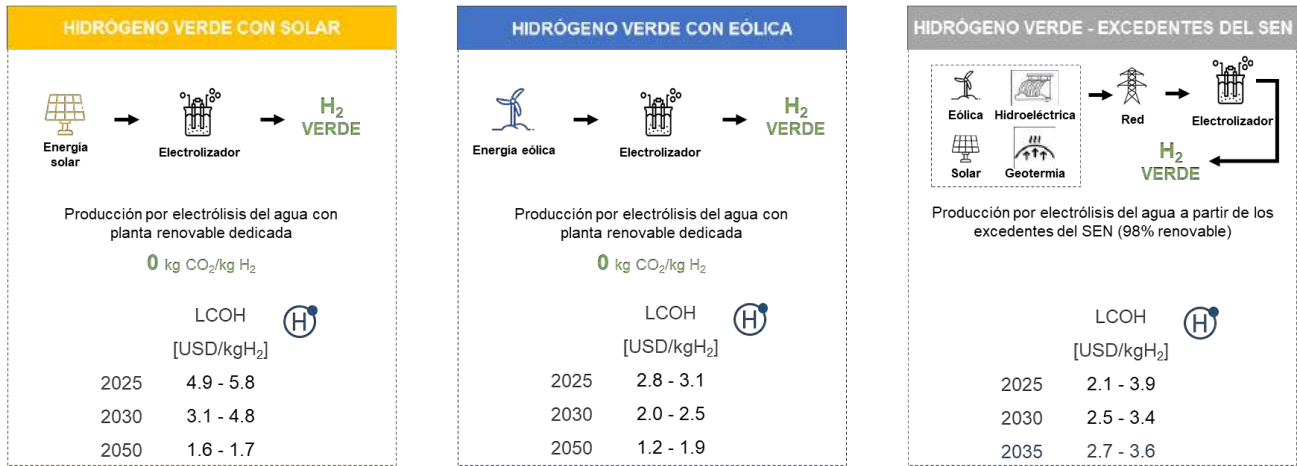 HIDRÓGENO VERDE CON SOLAR
Energía
solar
Electrolizador
H₂
VERDE
Producción por electrólisis del agua con
planta renovable dedicada
0 kg CO₂/kg H₂
LCOH
H
[USD/kgH₂]
2025 4.9 - 5.8
2030 3.1 - 4.8
2050 1.6 - 1.7
HIDRÓGENO VERDE CON EÓLICA
Energía eólica
Electrolizador
H₂
VERDE
Producción por electrólisis del agua con
planta renovable dedicada
0 kg CO₂/kg H₂
LCOH
H
[USD/kgH₂]
2025 2.8 - 3.1
2030 2.0 - 2.5
2050 1.2 - 1.9
HIDRÓGENO VERDE - EXCEDENTES DEL SEN
Eólica Hidroeléctrica
Red
Electrolizador
Solar Geotermia
H₂
VERDE
Producción por electrólisis del agua a partir de los
excedentes del SEN (98% renovable)
LCOH
H
[USD/kgH₂]
2025 2.1 - 3.9
2030 2.5 - 3.4
2035 2.7 - 3.6